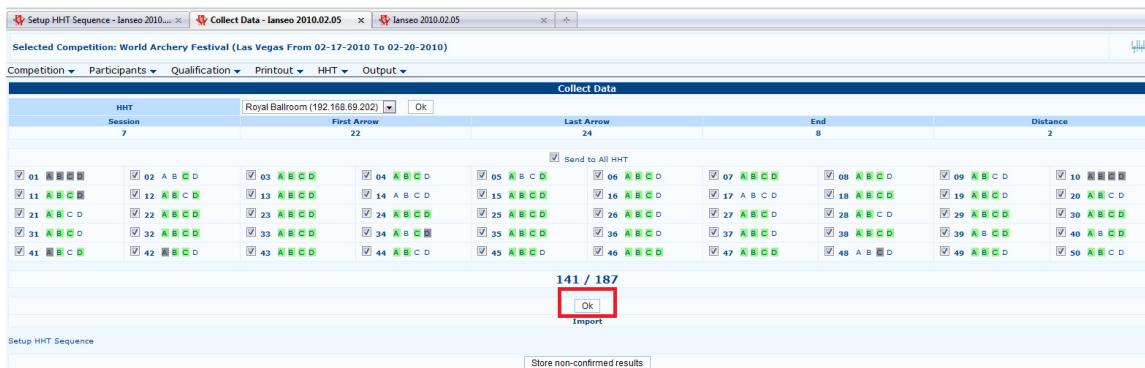 Setup HHT Sequence - Ianseo 2010.... Collect Data - Ianseo 2010.02.05 Ianseo 2010.02.05
Selected Competition: World Archery Festival (Las Vegas From 02-17-2010 To 02-20-2010)
Competition Participants Qualification Printout HHT Output
Collect Data
HHT Royal Ballroom (192.168.69.202) Ok
Session First Arrow Last Arrow End Distance
7 22 24 8 2
Send to All HHT
01 A B C D 02 A B C D 03 A B C D 04 A B C D 05 A B C D 06 A B C D 07 A B C D 08 A B C D 09 A B C D 10 A B C D
11 A B C D 12 A B C D 13 A B C D 14 A B C D 15 A B C D 16 A B C D 17 A B C D 18 A B C D 19 A B C D 20 A B C D
21 A B C D 22 A B C D 23 A B C D 24 A B C D 25 A B C D 26 A B C D 27 A B C D 28 A B C D 29 A B C D 30 A B C D
31 A B C D 32 A B C D 33 A B C D 34 A B C D 35 A B C D 36 A B C D 37 A B C D 38 A B C D 39 A B C D 40 A B C D
41 A B C D 42 A B C D 43 A B C D 44 A B C D 45 A B C D 46 A B C D 47 A B C D 48 A B C D 49 A B C D 50 A B C D
141 / 187
Ok
Import
Setup HHT Sequence
Store non-confirmed results